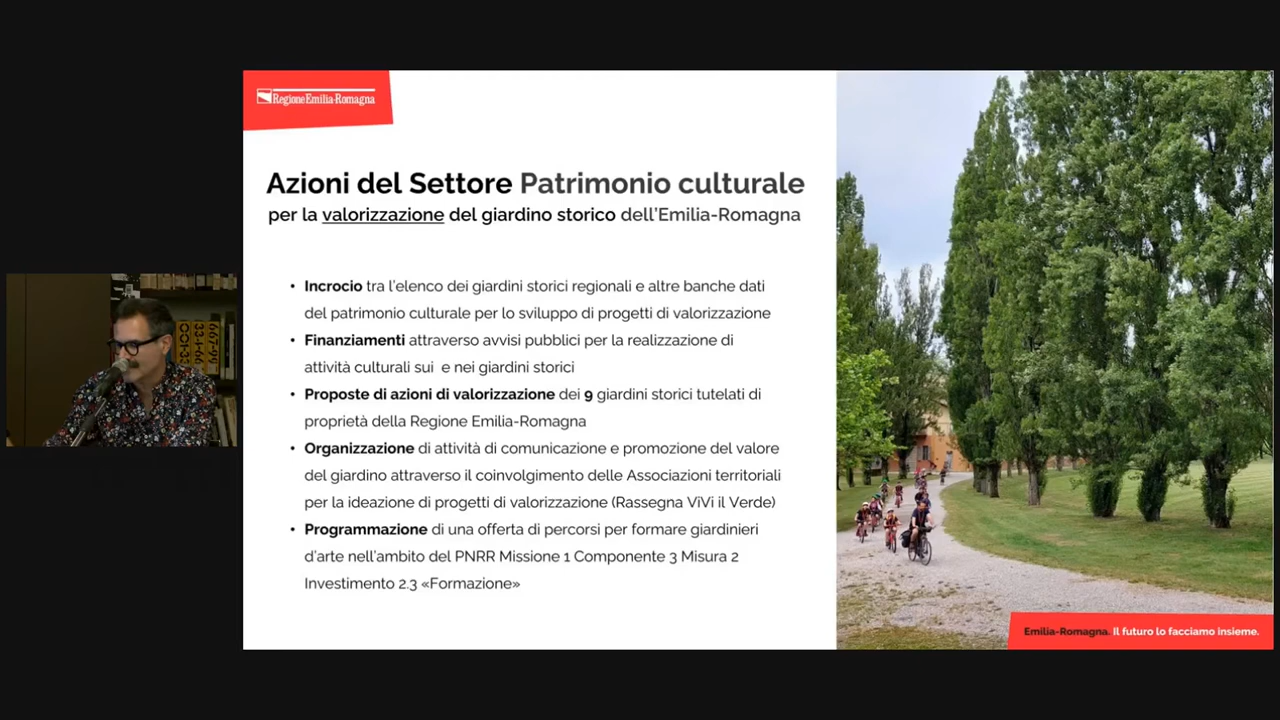 RegioneEmilia-Romagna
Azioni del Settore Patrimonio culturale
per la valorizzazione del giardino storico dell'Emilia-Romagna
• Incrocio tra l'elenco dei giardini storici regionali e altre banche dati
del patrimonio culturale per lo sviluppo di progetti di valorizzazione
• Finanziamenti attraverso avvisi pubblici per la realizzazione di
attività culturali sui  e nei giardini storici
• Proposte di azioni di valorizzazione dei 9 giardini storici tutelati di
proprietà della Regione Emilia-Romagna
• Organizzazione di attività di comunicazione e promozione del valore
del giardino attraverso il coinvolgimento delle Associazioni territoriali
per la ideazione di progetti di valorizzazione (Rassegna ViVi il Verde)
• Programmazione di una offerta di percorsi per formare giardinieri
d'arte nell'ambito del PNRR Missione 1 Componente 3 Misura 2
Investimento 2.3 «Formazione»
Emilia-Romagna. Il futuro lo facciamo insieme.